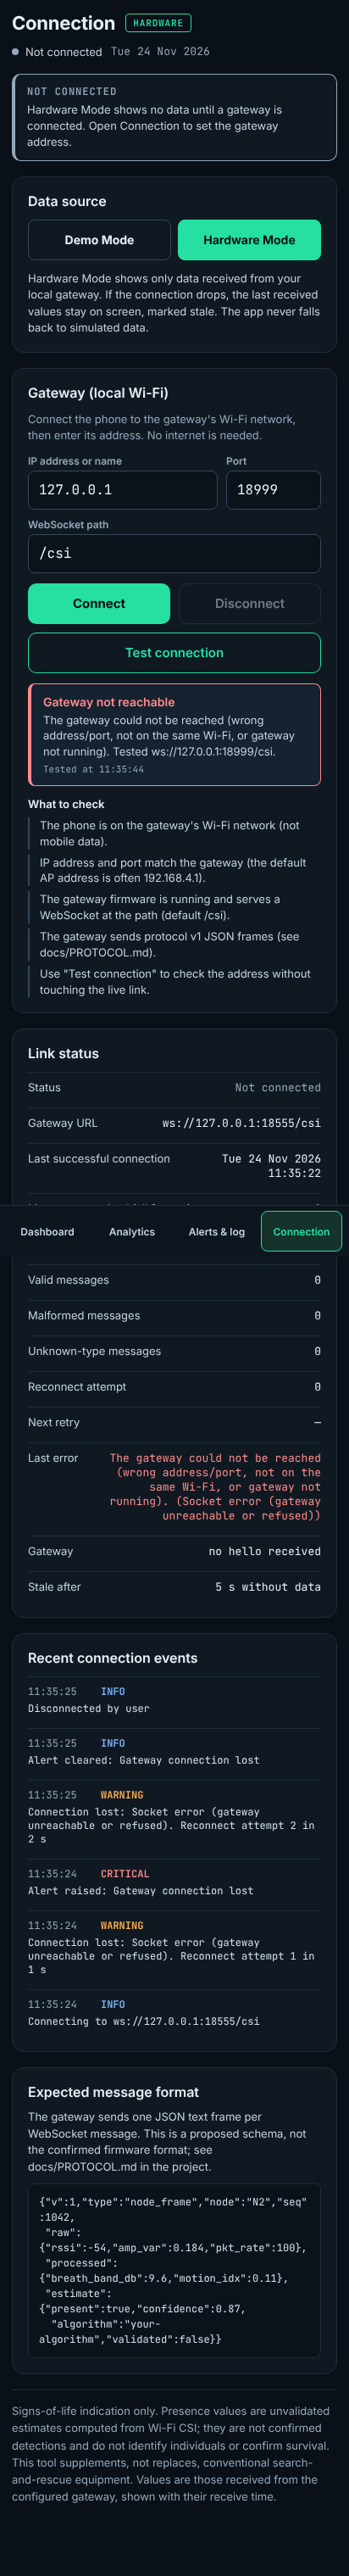 Connection HARDWARE
Not connected Tue 24 Nov 2026
NOT CONNECTED
Hardware Mode shows no data until a gateway is
connected. Open Connection to set the gateway
address.
Data source
Demo Mode Hardware Mode
Hardware Mode shows only data received from your
local gateway. If the connection drops, the last received
values stay on screen, marked stale. The app never falls
back to simulated data.
Gateway (local Wi-Fi)
Connect the phone to the gateway's Wi-Fi network,
then enter its address. No internet is needed.
IP address or name Port
127.0.0.1 18999
WebSocket path
/csi
Connect Disconnect
Test connection
Gateway not reachable
The gateway could not be reached (wrong
address/port, not on the same Wi-Fi, or gateway
not running). Tested ws://127.0.0.1:18999/csi.
Tested at 11:35:44
What to check
The phone is on the gateway's Wi-Fi network (not
mobile data).
IP address and port match the gateway (the default
AP address is often 192.168.4.1).
The gateway firmware is running and serves a
WebSocket at the path (default /csi).
The gateway sends protocol v1 JSON frames (see
docs/PROTOCOL.md).
Use "Test connection" to check the address without
touching the live link.
Link status
Status Not connected
Gateway URL ws://127.0.0.1:18555/csi
Last successful connection Tue 24 Nov 2026
11:35:22
Dashboard Analytics Alerts & log Connection
Valid messages 0
Malformed messages 0
Unknown-type messages 0
Reconnect attempt 0
Next retry —
Last error The gateway could not be reached
(wrong address/port, not on the
same Wi-Fi, or gateway not
running). (Socket error (gateway
unreachable or refused))
Gateway no hello received
Stale after 5 s without data
Recent connection events
11:35:25 INFO
Disconnected by user
11:35:25 INFO
Alert cleared: Gateway connection lost
11:35:25 WARNING
Connection lost: Socket error (gateway
unreachable or refused). Reconnect attempt 2 in
2 s
11:35:24 CRITICAL
Alert raised: Gateway connection lost
11:35:24 WARNING
Connection lost: Socket error (gateway
unreachable or refused). Reconnect attempt 1 in
1 s
11:35:24 INFO
Connecting to ws://127.0.0.1:18555/csi
Expected message format
The gateway sends one JSON text frame per
WebSocket message. This is a proposed schema, not
the confirmed firmware format; see
docs/PROTOCOL.md in the project.
{"v":1,"type":"node_frame","node":"N2","seq"
:1042,
"raw":
{"rssi":-54,"amp_var":0.184,"pkt_rate":100},
"processed":
{"breath_band_db":9.6,"motion_idx":0.11},
"estimate":
{"present":true,"confidence":0.87,
"algorithm":"your-
algorithm","validated":false}}
Signs-of-life indication only. Presence values are unvalidated
estimates computed from Wi-Fi CSI; they are not confirmed
detections and do not identify individuals or confirm survival.
This tool supplements, not replaces, conventional search-
and-rescue equipment. Values are those received from the
configured gateway, shown with their receive time.